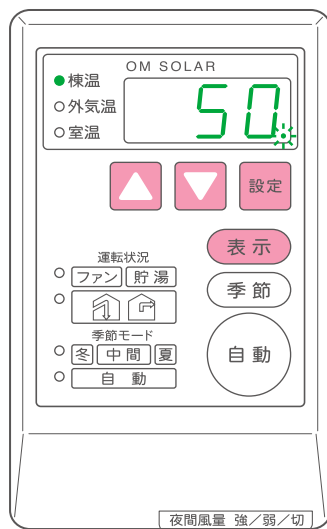 OM SOLAR
●棟温
○外気温
○室温
50
▲ ▼ 設定
表示
運転状況
○ ファン 貯湯
季節
○
季節モード
○ 冬 中間 夏
自動
○ 自動
夜間風量 強／弱／切